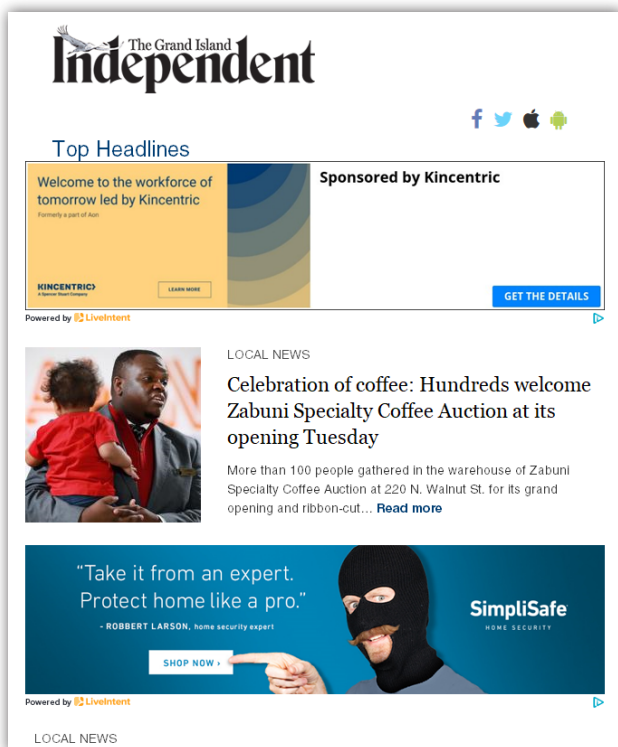 The Grand Island
Independent
Top Headlines
Welcome to the workforce of
tomorrow led by Kincentric
Formerly a part of Aon
KINCENTRIC
A Spencer Stuart Company
LEARN MORE
Sponsored by Kincentric
GET THE DETAILS
Powered by LiveIntent
LOCAL NEWS
Celebration of coffee: Hundreds welcome
Zabuni Specialty Coffee Auction at its
opening Tuesday
More than 100 people gathered in the warehouse of Zabuni
Specialty Coffee Auction at 220 N. Walnut St. for its grand
opening and ribbon-cut... Read more
“Take it from an expert.
Protect home like a pro.”
- ROBBERT LARSON, home security expert
SHOP NOW ›
SimpliSafe
HOME SECURITY
Powered by LiveIntent
LOCAL NEWS